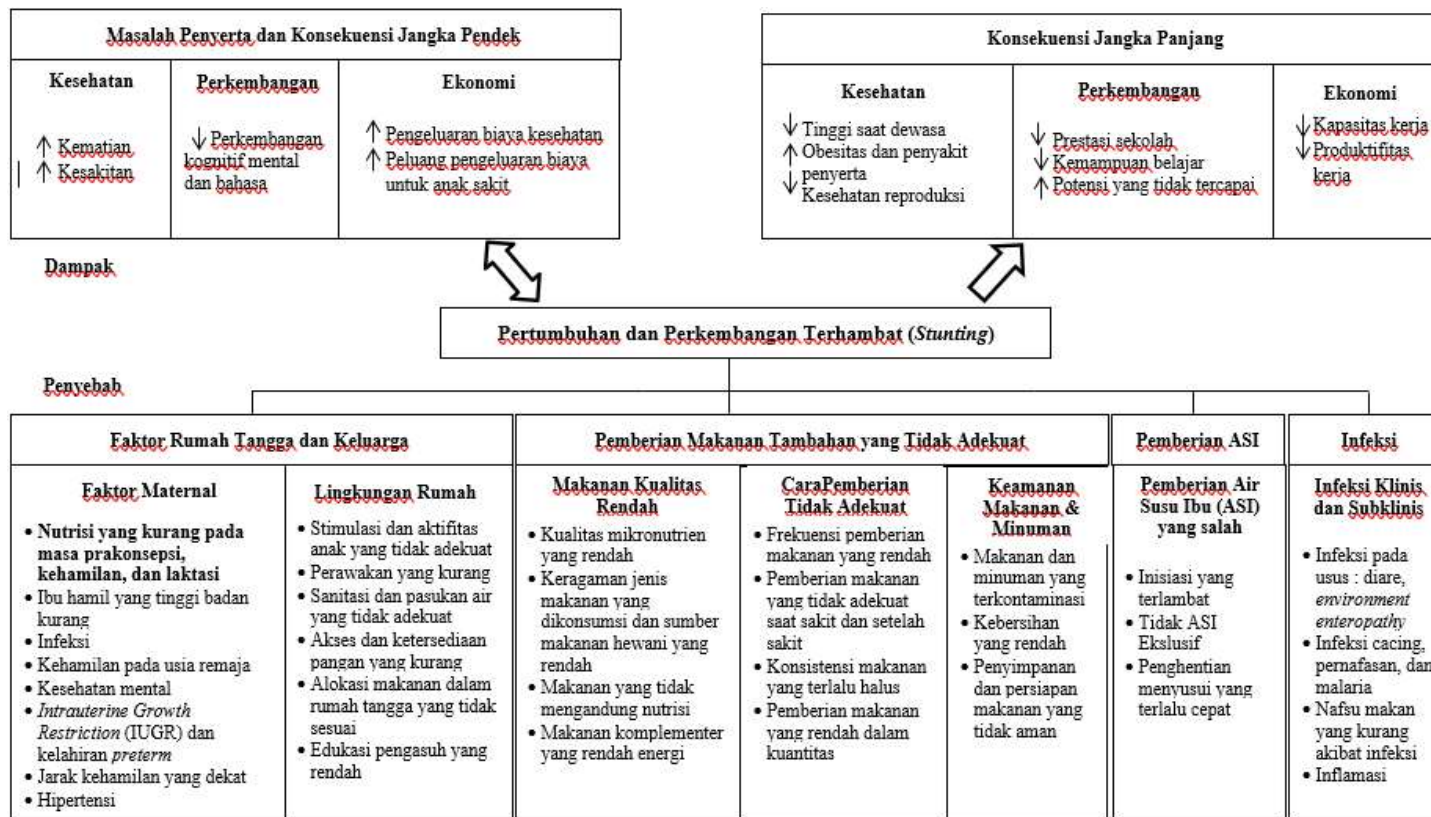 Masalah Penyerta dan Konsekuensi Jangka Pendek
Kesehatan
↑ Kematian
↑ Kesakitan
Perkembangan
↓ Perkembangan
kognitif mental
dan bahasa
Ekonomi
↑ Pengeluaran biaya kesehatan
↑ Peluang pengeluaran biaya
untuk anak sakit
Konsekuensi Jangka Panjang
Kesehatan
↓ Tinggi saat dewasa
↑ Obesitas dan penyakit
penyerta
↓ Kesehatan reproduksi
Perkembangan
↓ Prestasi sekolah
↓ Kemampuan belajar
↑ Potensi yang tidak tercapai
Ekonomi
↓ Kapasitas kerja
↓ Produktifitas
kerja
Dampak
Pertumbuhan dan Perkembangan Terhambat (Stunting)
Penyebab
Faktor Rumah Tangga dan Keluarga
Faktor Maternal
• Nutrisi yang kurang pada
masa prakonsepsi,
kehamilan, dan laktasi
• Ibu hamil yang tinggi badan
kurang
• Infeksi
• Kehamilan pada usia remaja
• Kesehatan mental
• Intrauterine Growth
Restriction (IUGR) dan
kelahiran preterm
• Jarak kehamilan yang dekat
• Hipertensi
Lingkungan Rumah
• Stimulasi dan aktifitas
anak yang tidak adekuat
• Perawakan yang kurang
• Sanitasi dan pasukan air
yang tidak adekuat
• Akses dan ketersediaan
pangan yang kurang
• Alokasi makanan dalam
rumah tangga yang tidak
sesuai
• Edukasi pengasuh yang
rendah
Pemberian Makanan Tambahan yang Tidak Adekuat
Makanan Kualitas
Rendah
• Kualitas mikronutrien
yang rendah
• Keragaman jenis
makanan yang
dikonsumsi dan sumber
makanan hewani yang
rendah
• Makanan yang tidak
mengandung nutrisi
• Makanan komplementer
yang rendah energi
CaraPemberian
Tidak Adekuat
• Frekuensi pemberian
makanan yang rendah
• Pemberian makanan
yang tidak adekuat
saat sakit dan setelah
sakit
• Konsistensi makanan
yang terlalu halus
• Pemberian makanan
yang rendah dalam
kuantitas
Keamanan
Makanan &
Minuman
• Makanan dan
minuman yang
terkontaminasi
• Kebersihan
yang rendah
• Penyimpanan
dan persiapan
makanan yang
tidak aman
Pemberian ASI
Pemberian Air
Susu Ibu (ASI)
yang salah
• Inisiasi yang
terlambat
• Tidak ASI
Ekslusif
• Penghentian
menyusui yang
terlalu cepat
Infeksi
Infeksi Klinis
dan Subklinis
• Infeksi pada
usus : diare,
environment
enteropathy
• Infeksi cacing,
pernafasan, dan
malaria
• Nafsu makan
yang kurang
akibat infeksi
• Inflamasi